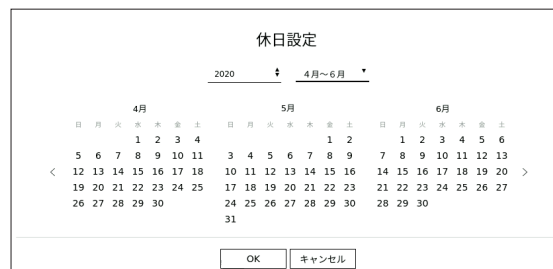 休日設定
2020 4月～6月
4月 5月 6月
日 月 火 水 木 金 土 日 月 火 水 木 金 土 日 月 火 水 木 金 土
1 2 3 4 1 2 1 2 3 4 5 6
5 6 7 8 9 10 11 3 4 5 6 7 8 9 7 8 9 10 11 12 13
12 13 14 15 16 17 18 10 11 12 13 14 15 16 14 15 16 17 18 19 20
19 20 21 22 23 24 25 17 18 19 20 21 22 23 21 22 23 24 25 26 27
26 27 28 29 30 24 25 26 27 28 29 30 28 29 30
31
OK キャンセル